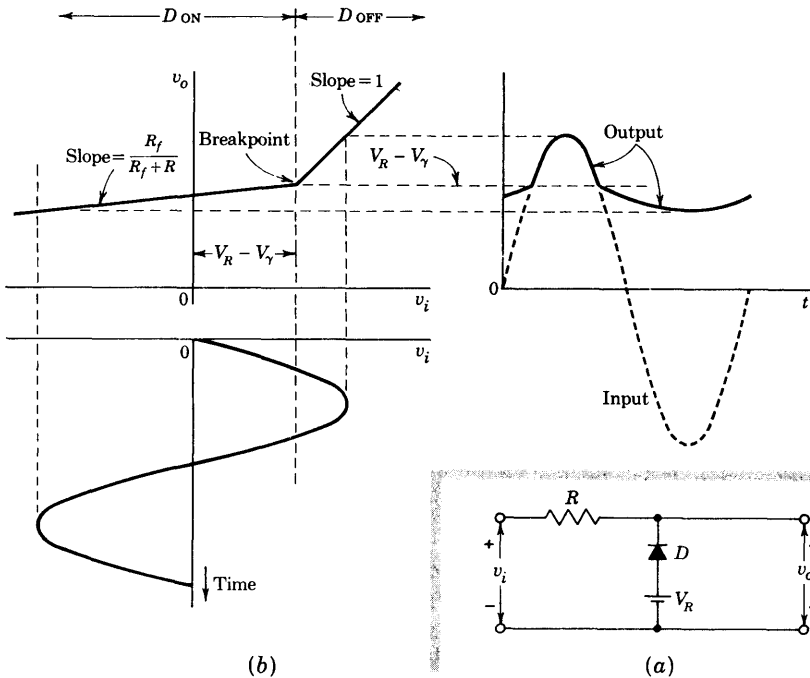 D ON
D OFF
v_o
Slope = 1
Breakpoint
Slope = R_f / (R_f + R)
V_R − V_γ
Output
V_R − V_γ
0
v_i
0
t
0
v_i
Input
Time
R
+
+
D
v_i
v_o
V_R
−
−
(b)
(a)